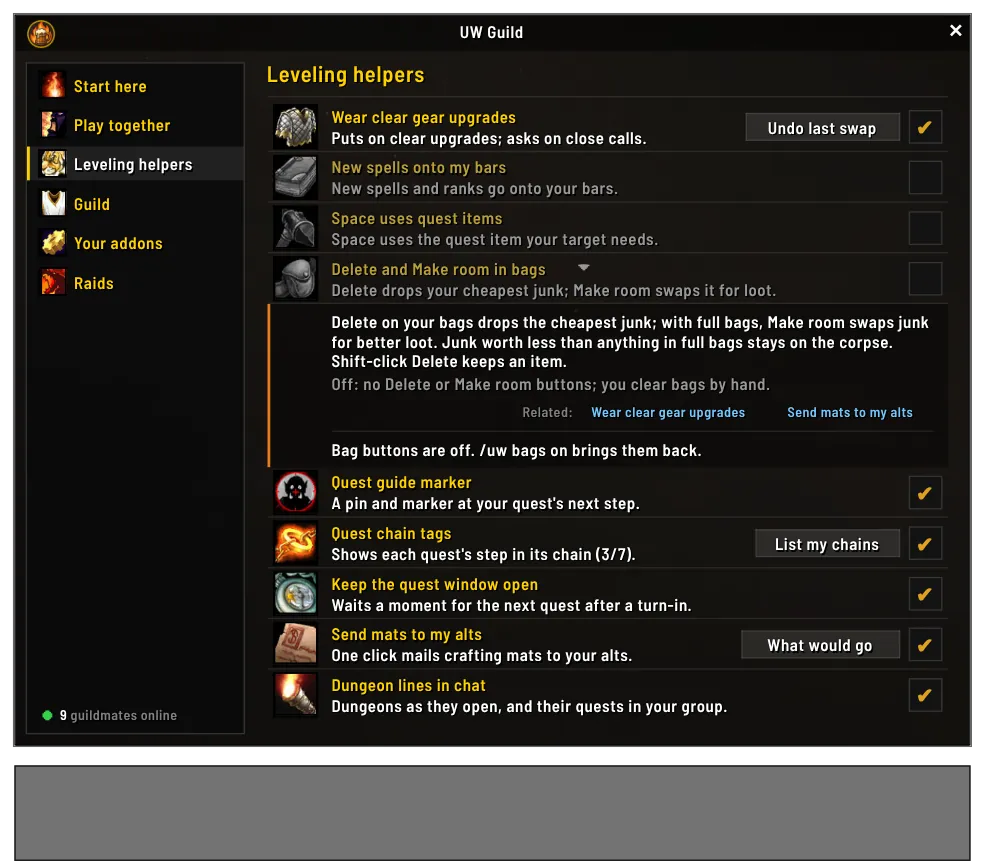 UW Guild
Start here
Play together
Leveling helpers
Guild
Your addons
Raids
9 guildmates online
Leveling helpers
Wear clear gear upgrades
Puts on clear upgrades; asks on close calls.
Undo last swap
New spells onto my bars
New spells and ranks go onto your bars.
Space uses quest items
Space uses the quest item your target needs.
Delete and Make room in bags
Delete drops your cheapest junk; Make room swaps it for loot.
Delete on your bags drops the cheapest junk; with full bags, Make room swaps junk
for better loot. Junk worth less than anything in full bags stays on the corpse.
Shift-click Delete keeps an item.
Off: no Delete or Make room buttons; you clear bags by hand.
Related: Wear clear gear upgrades Send mats to my alts
Bag buttons are off. /uw bags on brings them back.
Quest guide marker
A pin and marker at your quest's next step.
Quest chain tags
Shows each quest's step in its chain (3/7).
List my chains
Keep the quest window open
Waits a moment for the next quest after a turn-in.
Send mats to my alts
One click mails crafting mats to your alts.
What would go
Dungeon lines in chat
Dungeons as they open, and their quests in your group.